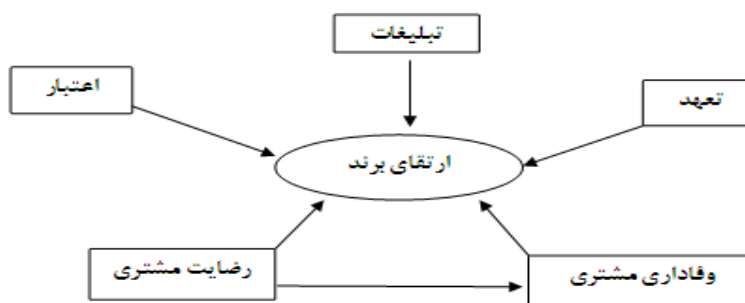 تبلیغات
اعتبار
تعهد
ارتقای برند
رضایت مشتری
وفاداری مشتری